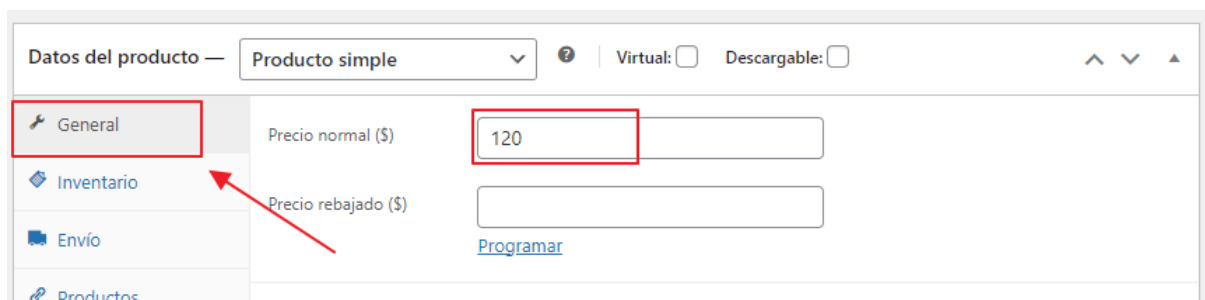 Datos del producto — Producto simple Virtual: Descargable:
General
Precio normal ($) 120
Inventario
Precio rebajado ($)
Envío
Programar
Productos